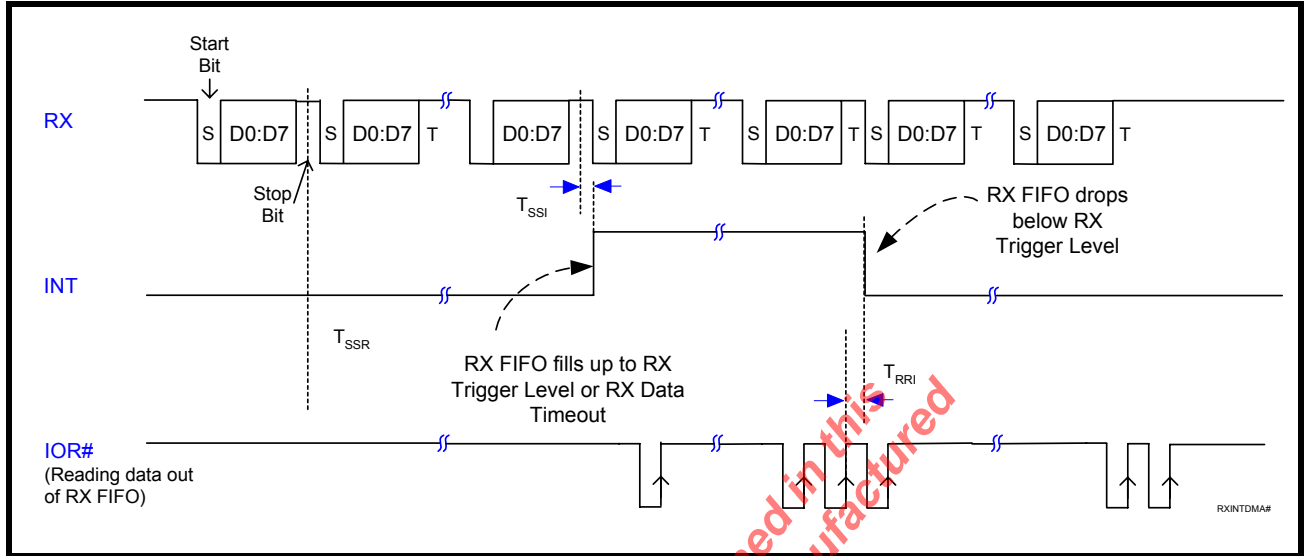 Start
Bit
RX
S D0:D7 S D0:D7 T D0:D7 S D0:D7 T S D0:D7 T S D0:D7 T S D0:D7 T
Stop
Bit
TSSI
RX FIFO drops
below RX
Trigger Level
INT
TSSR
RX FIFO fills up to RX
Trigger Level or RX Data
Timeout
TRRI
IOR#
(Reading data out
of RX FIFO)
RXINTDMA#
in this